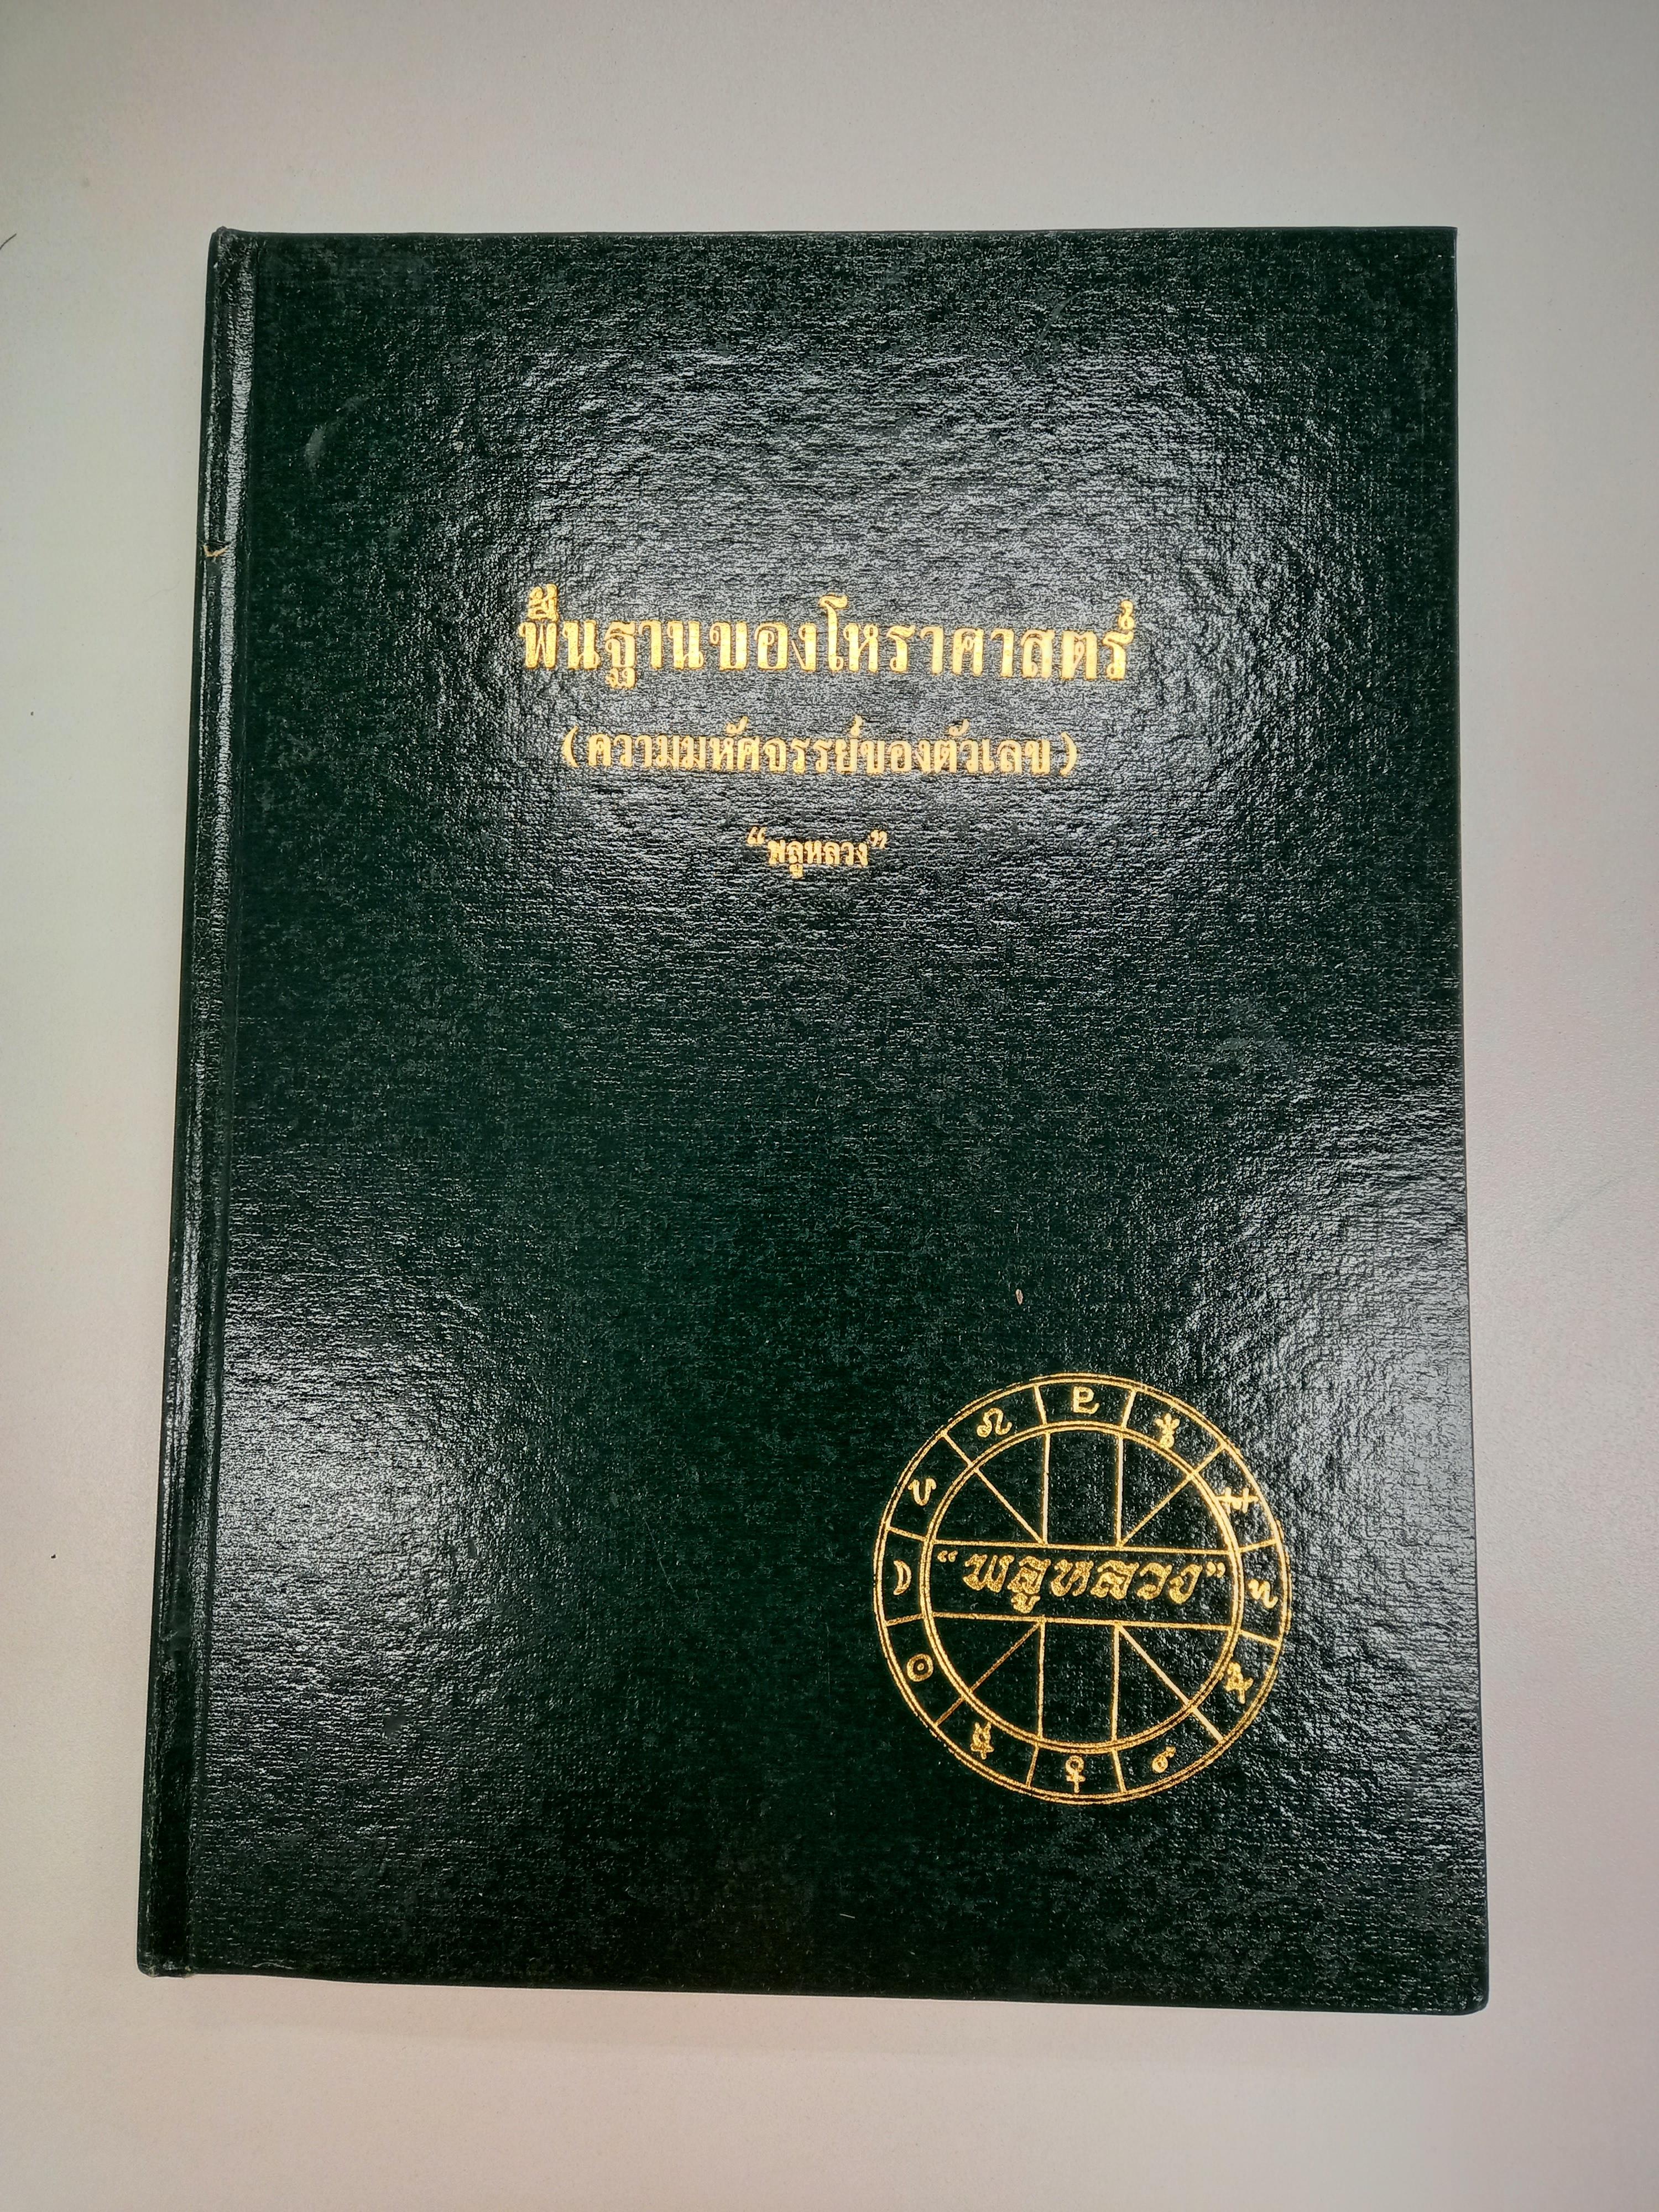 พื้นฐานของโหราศาสตร์
(ความมหัศจรรย์ของตัวเลข)
“พลูหลวง”
“พลูหลวง”